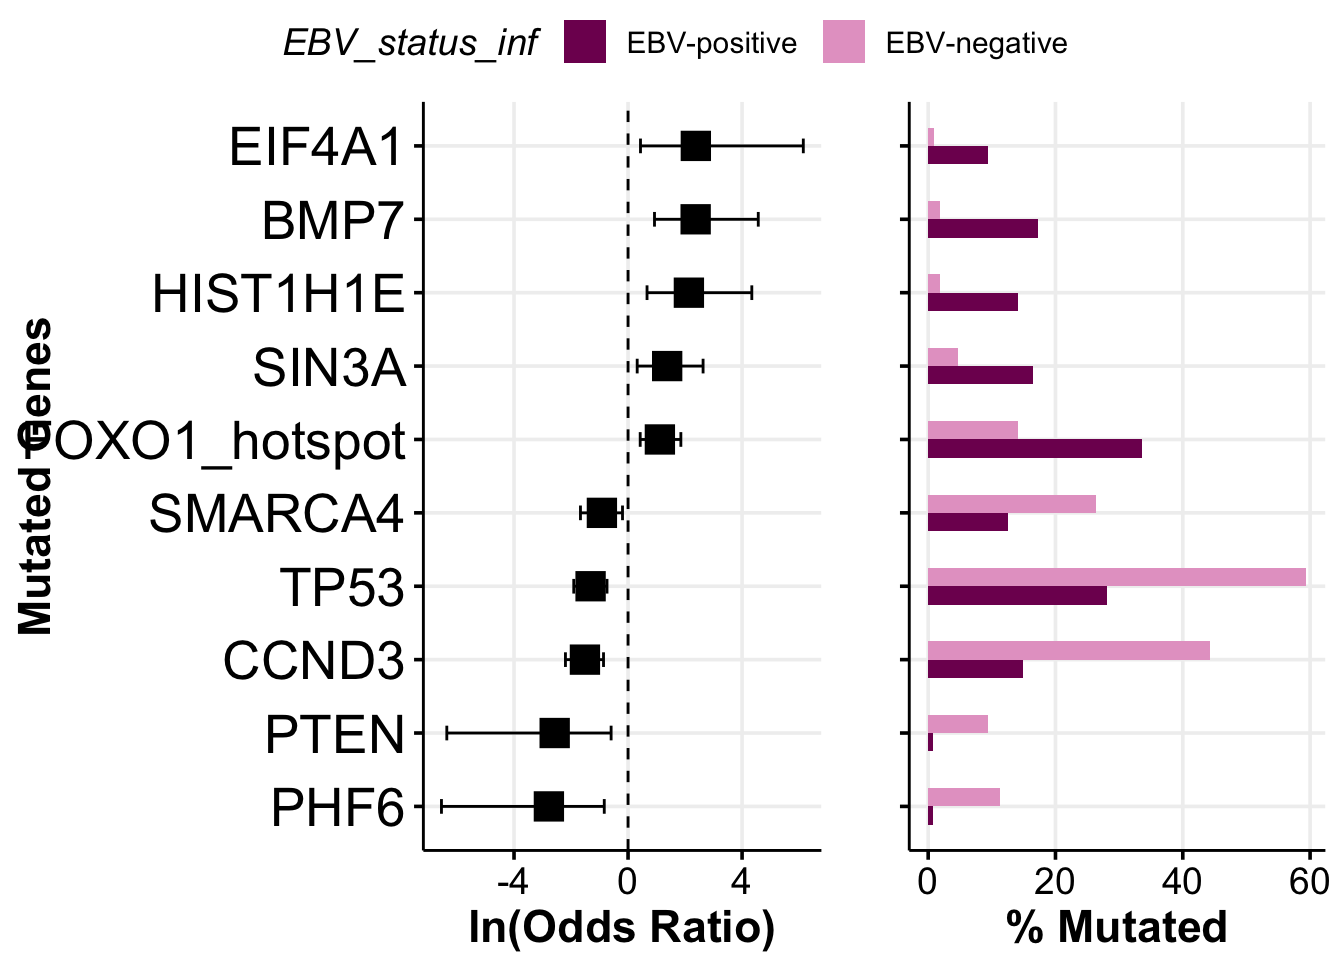 EBV_status_inf EBV-positive EBV-negative
Mutated Genes
EIF4A1
BMP7
HIST1H1E
SIN3A
FOXO1_hotspot
SMARCA4
TP53
CCND3
PTEN
PHF6
-4 0 4
ln(Odds Ratio)
0 20 40 60
% Mutated